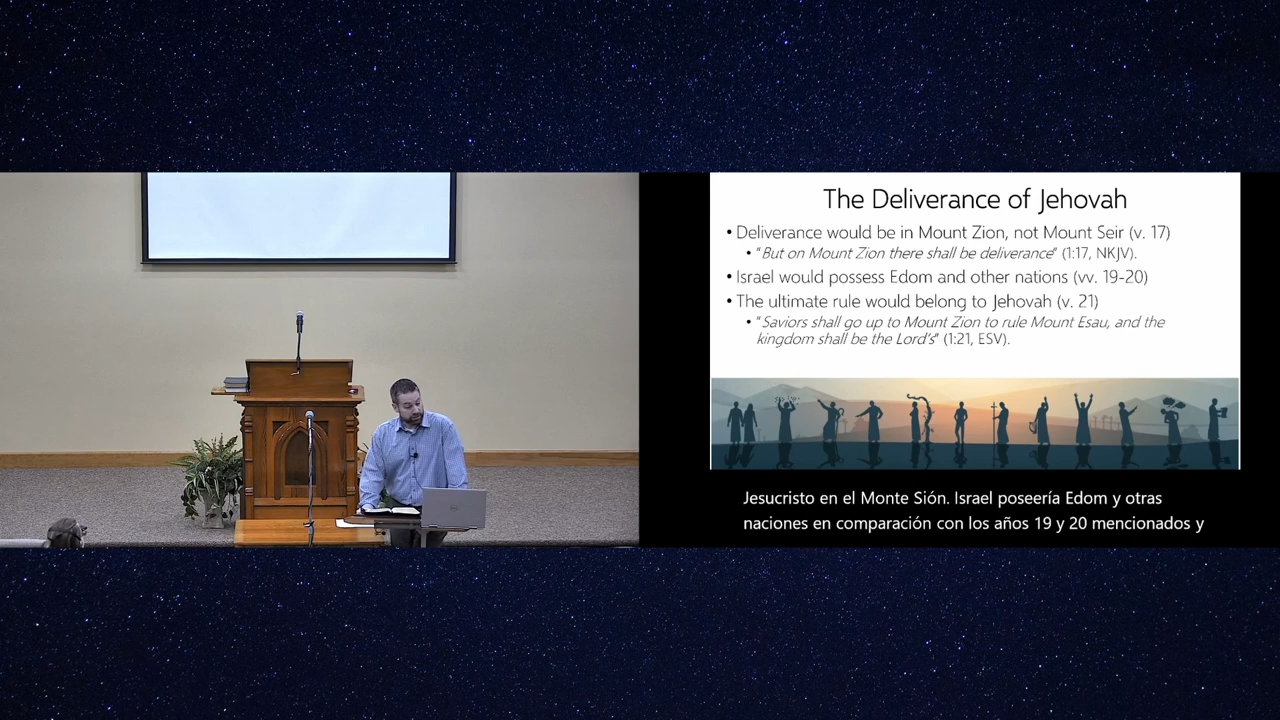 The Deliverance of Jehovah
• Deliverance would be in Mount Zion, not Mount Seir (v. 17)
• "But on Mount Zion there shall be deliverance" (1:17, NKJV).
• Israel would possess Edom and other nations (vv. 19-20)
• The ultimate rule would belong to Jehovah (v. 21)
• "Saviors shall go up to Mount Zion to rule Mount Esau, and the
kingdom shall be the Lord's" (1:21, ESV).
Jesucristo en el Monte Sión. Israel poseería Edom y otras
naciones en comparación con los años 19 y 20 mencionados y